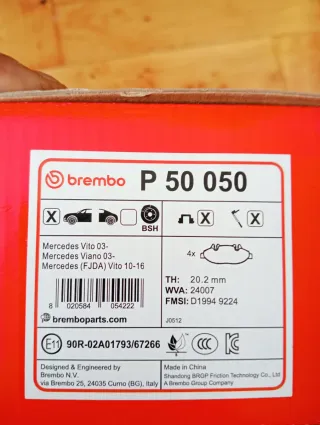 brembo P 50 050
X
BSH
X
X
Mercedes Vito 03-
Mercedes Viano 03-
Mercedes (FJDA) Vito 10-16
4x
TH: 20.2 mm
WVA: 24007
FMSI: D1994 9224
8 020584 054222
bremboparts.com
J0512
E11 90R-02A01793/67266
CCC
Designed & Engineered by
Brembo N.V.
via Brembo 25, 24035 Curno (BG), Italy
Made in China
Shandong BRGP Friction Technology Co., Ltd
A Brembo Group Company